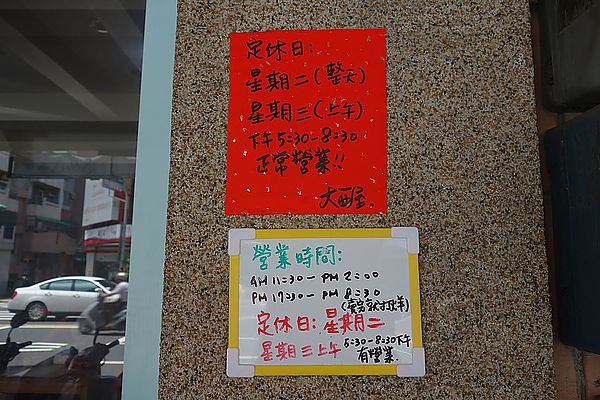 定休日:
星期二(整天)
星期三(上午)
下午5:30-8:30
正常營業!!
大西屋.
營業時間:
AM 11:30-PM 2:00
PM 17:30-PM 8:30
(賣完就打烊)
定休日:星期二
星期三上午
5:30-8:30下午
有營業.